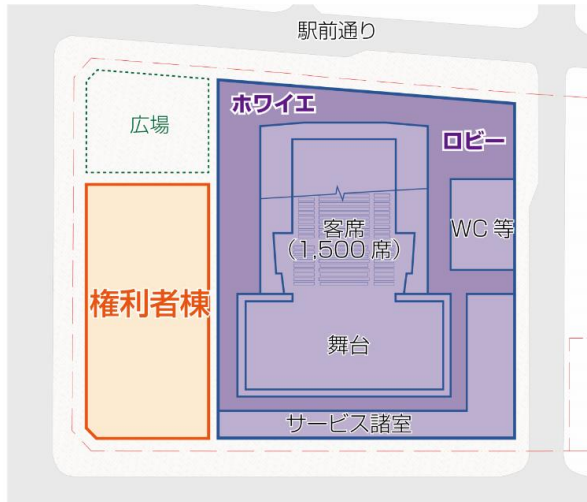 駅前通り
ホワイエ
広場
ロビー
客席
（1,500 席）
WC 等
権利者棟
舞台
サービス諸室